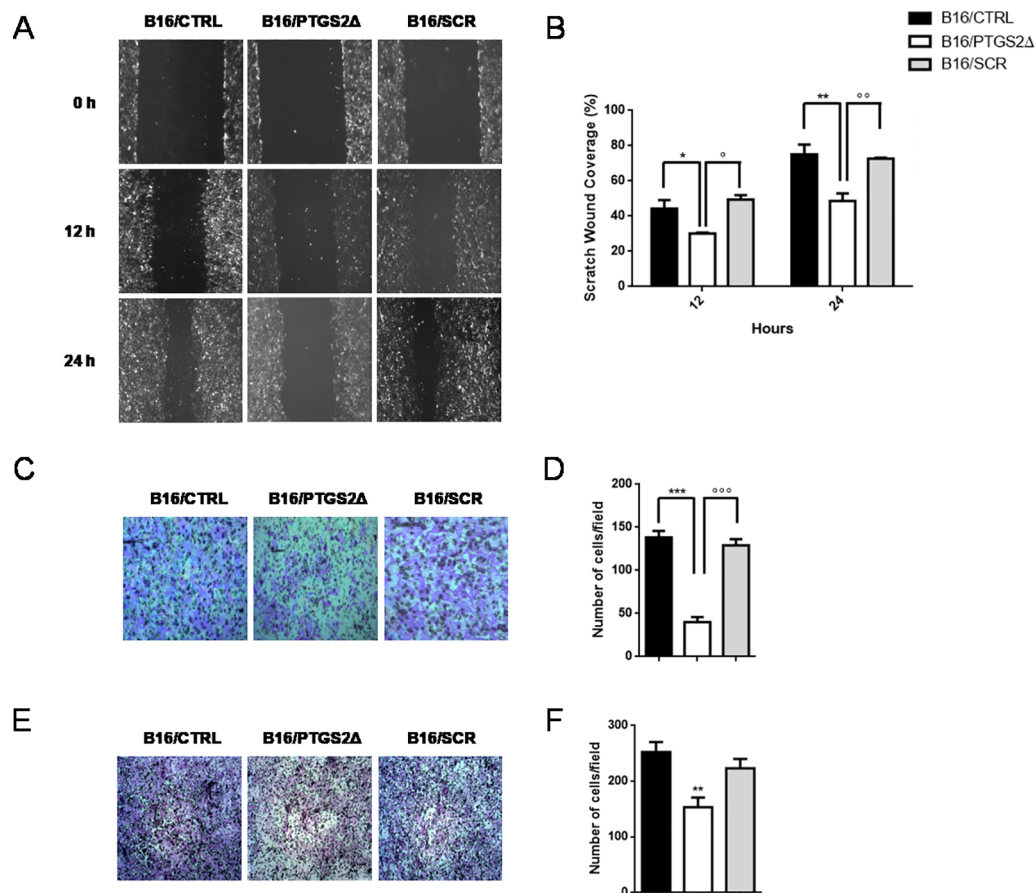 A
B16/CTRL B16/PTGS2Δ B16/SCR
0 h
12 h
24 h
B
B16/CTRL
B16/PTGS2Δ
B16/SCR
Scratch Wound Coverage (%)
100
80
60
40
20
0
* °
** °°
12 24
Hours
C
B16/CTRL B16/PTGS2Δ B16/SCR
D
Number of cells/field
200
150
100
50
0
*** °°°
E
B16/CTRL B16/PTGS2Δ B16/SCR
F
Number of cells/field
300
200
100
0
**